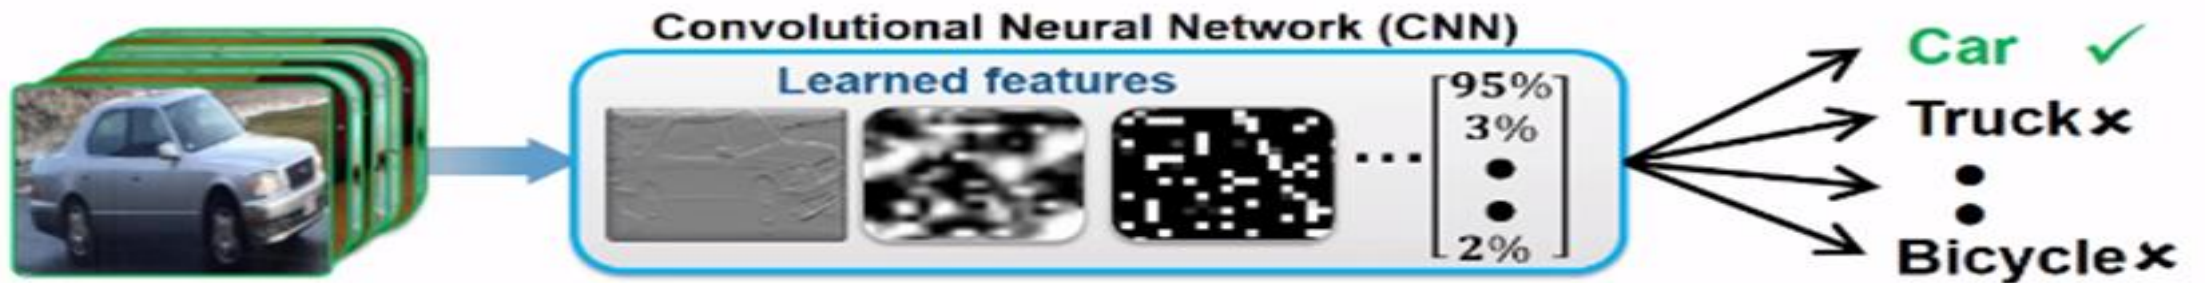 Convolutional Neural Network (CNN)
Learned features
95%
3%
2%
Car ✓
Truck ×
Bicycle ×